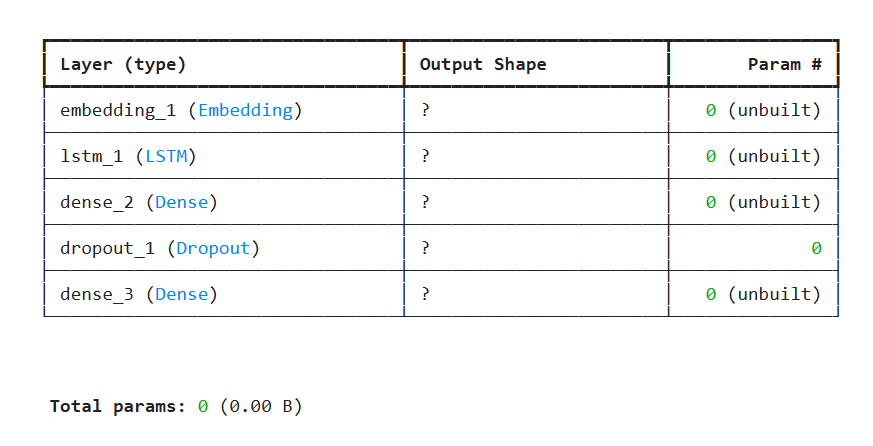 Layer (type) Output Shape Param #
embedding_1 (Embedding) ? 0 (unbuilt)
lstm_1 (LSTM) ? 0 (unbuilt)
dense_2 (Dense) ? 0 (unbuilt)
dropout_1 (Dropout) ? 0
dense_3 (Dense) ? 0 (unbuilt)
Total params: 0 (0.00 B)